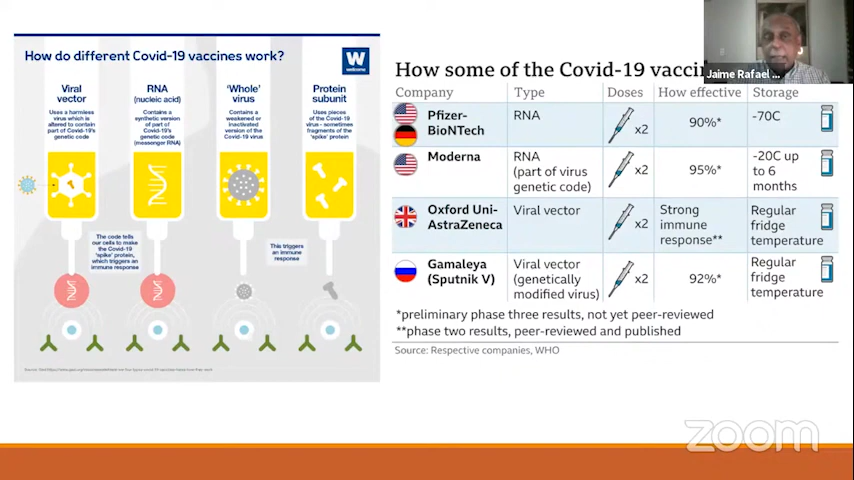 How do different Covid-19 vaccines work?
W
wellcome
Viral
vector
Uses a harmless virus which
is altered to contain
part of Covid-19's
genetic code
RNA
(nucleic acid)
Contains a
synthetic version
of part of
Covid-19's
genetic code
(messenger RNA)
'Whole'
virus
Contains a
weakened or
inactivated
version of the
Covid-19 virus
Protein
subunit
Uses pieces of the
Covid-19
virus - sometimes
fragments of the
'spike' protein
The code tells
our cells to make
the Covid-19
'spike' protein,
which triggers an
immune response
This triggers
an immune
response
How some of the Covid-19
Company Type Doses How effective Storage
Pfizer-
BioNTech
RNA
x2
90%*
-70C
Moderna
RNA
(part of virus
genetic code)
x2
95%*
-20C up
to 6
months
Oxford Uni-
AstraZeneca
Viral vector
x2
Strong
immune
response**
Regular
fridge
temperature
Gamaleya
(Sputnik V)
Viral vector
(genetically
modified virus)
x2
92%*
Regular
fridge
temperature
*preliminary phase three results, not yet peer-reviewed
**phase two results, peer-reviewed and published
Source: Respective companies, WHO
Jaime Rafael ...
zoom